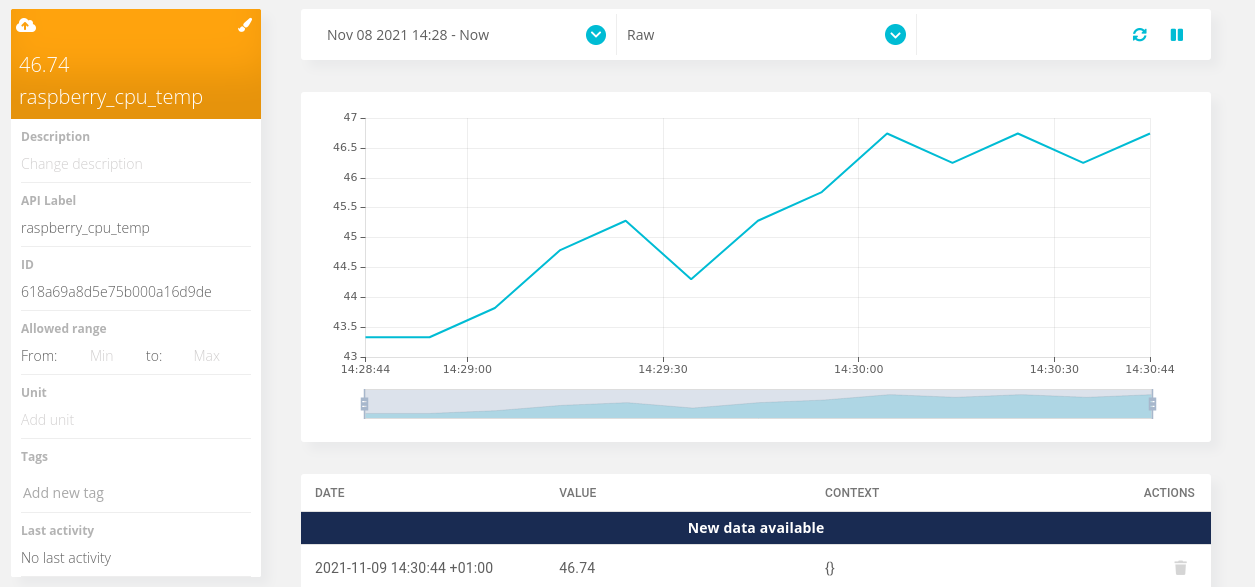 46.74
raspberry_cpu_temp
Description
Change description
API Label
raspberry_cpu_temp
ID
618a69a8d5e75b000a16d9de
Allowed range
From: Min to: Max
Unit
Add unit
Tags
Add new tag
Last activity
No last activity
Nov 08 2021 14:28 - Now Raw
47
46.5
46
45.5
45
44.5
44
43.5
43
14:28:44 14:29:00 14:29:30 14:30:00 14:30:30 14:30:44
DATE VALUE CONTEXT ACTIONS
New data available
2021-11-09 14:30:44 +01:00 46.74 {}